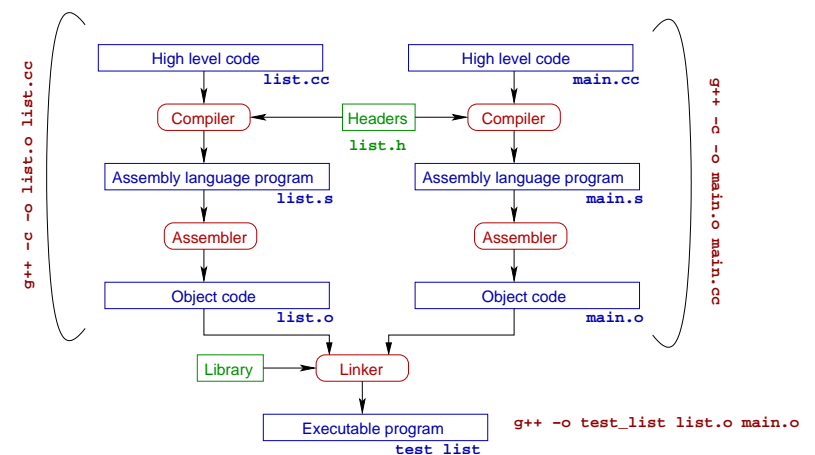 High level code
High level code
list.cc
main.cc
Compiler
Headers
Compiler
list.h
Assembly language program
Assembly language program
list.s
main.s
Assembler
Assembler
Object code
Object code
list.o
main.o
Library
Linker
Executable program
test_list
g++ -c -o list.o list.cc
g++ -c -o main.o main.cc
g++ -o test_list list.o main.o